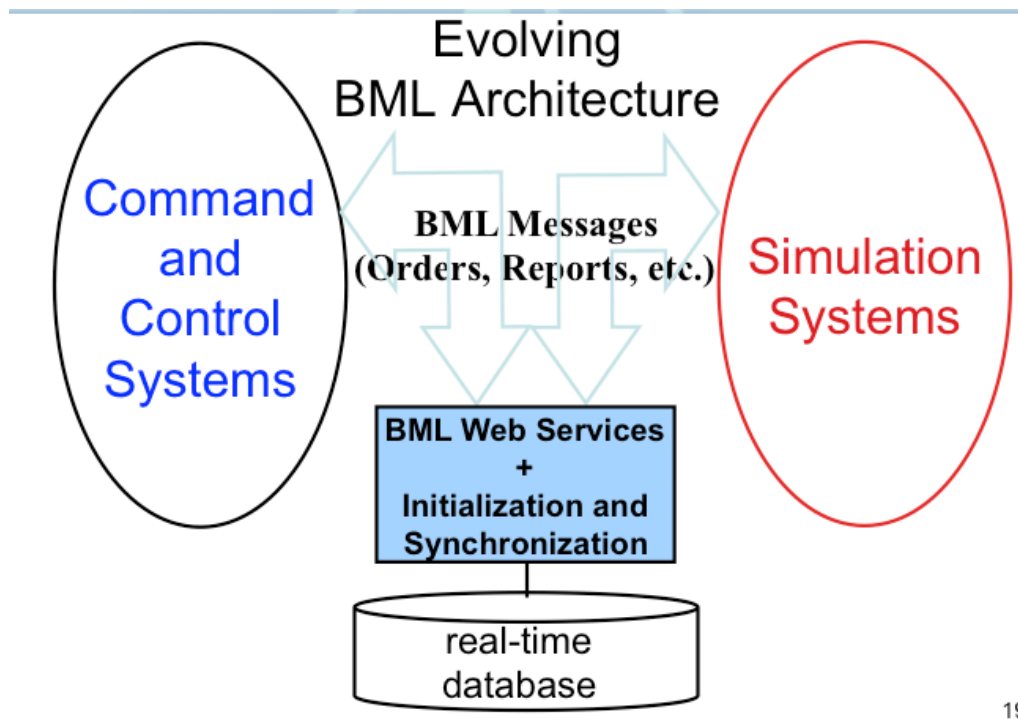 Evolving
BML Architecture
Command
and
Control
Systems
BML Messages
(Orders, Reports, etc.)
Simulation
Systems
BML Web Services
+
Initialization and
Synchronization
real-time
database
19